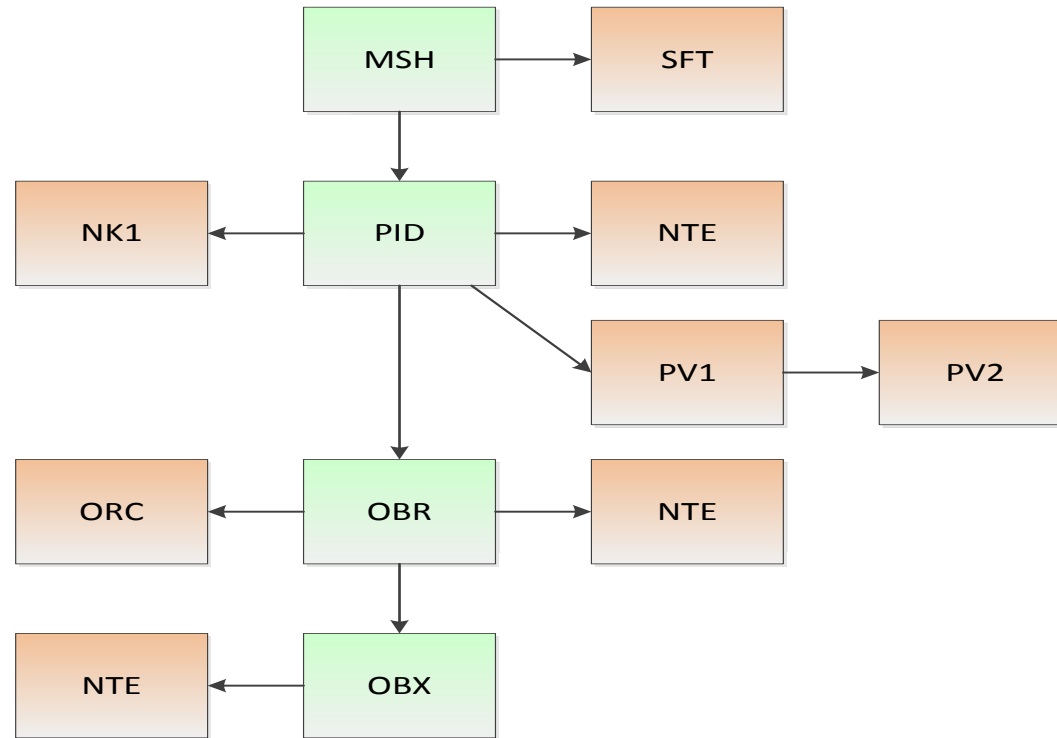 MSH
SFT
NK1
PID
NTE
PV1
PV2
ORC
OBR
NTE
NTE
OBX